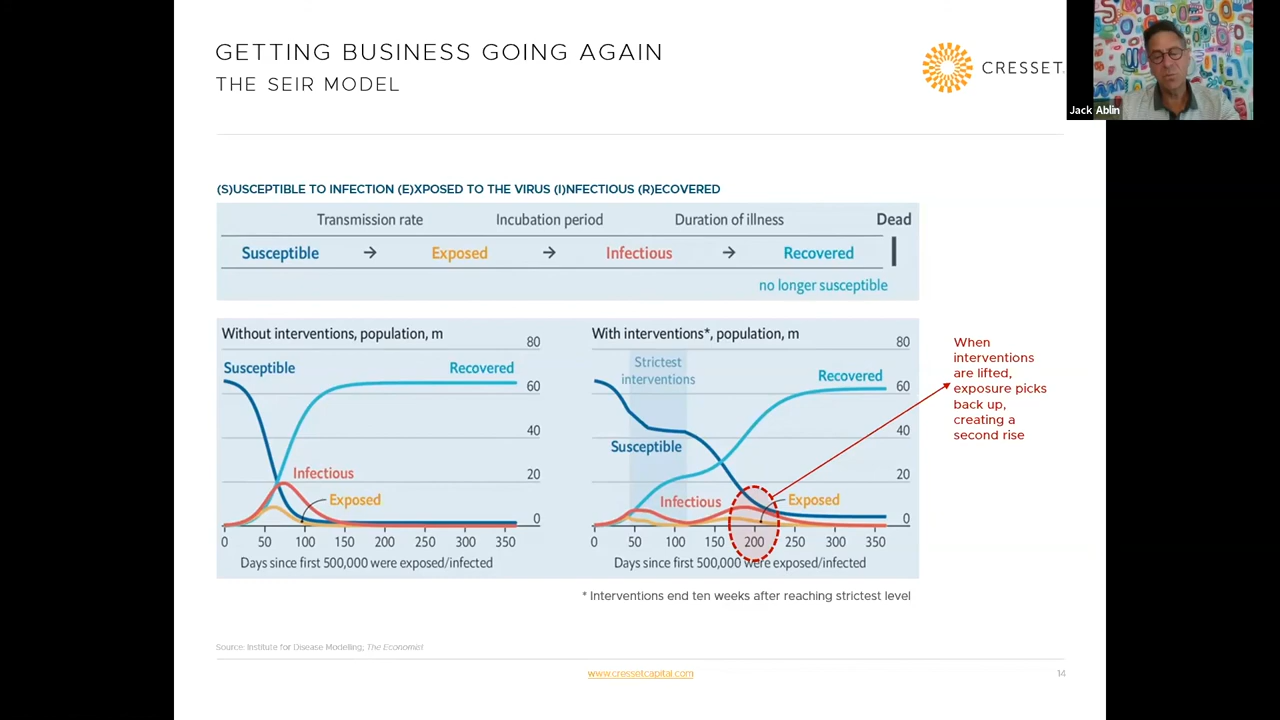 GETTING BUSINESS GOING AGAIN
THE SEIR MODEL
CRESSET.
Jack Ablin
(S)USCEPTIBLE TO INFECTION (E)XPOSED TO THE VIRUS (I)NFECTIOUS (R)ECOVERED
Transmission rate Incubation period Duration of illness Dead
Susceptible → Exposed → Infectious → Recovered
no longer susceptible
Without interventions, population, m
80
60
40
20
0
Susceptible
Recovered
Infectious
Exposed
0 50 100 150 200 250 300 350
Days since first 500,000 were exposed/infected
With interventions*, population, m
80
60
40
20
0
Strictest
interventions
Recovered
Susceptible
Infectious
Exposed
0 50 100 150 200 250 300 350
Days since first 500,000 were exposed/infected
When
interventions
are lifted,
exposure picks
back up,
creating a
second rise
* Interventions end ten weeks after reaching strictest level
Source: Institute for Disease Modelling; The Economist
www.cressetcapital.com
14